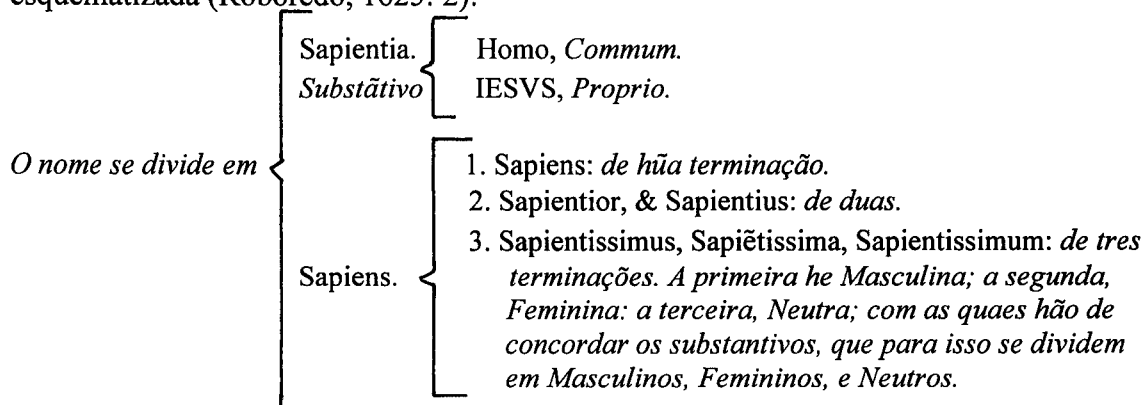 esquematizada (Roboredo, 1625: 2):
Sapientia.
Substãtivo
Homo, Commum.
IESVS, Proprio.
O nome se divide em
Sapiens.
1. Sapiens: de hũa terminação.
2. Sapientior, & Sapientius: de duas.
3. Sapientissimus, Sapiẽtissima, Sapientissimum: de tres
terminações. A primeira he Masculina; a segunda,
Feminina: a terceira, Neutra; com as quaes hão de
concordar os substantivos, que para isso se dividem
em Masculinos, Femininos, e Neutros.